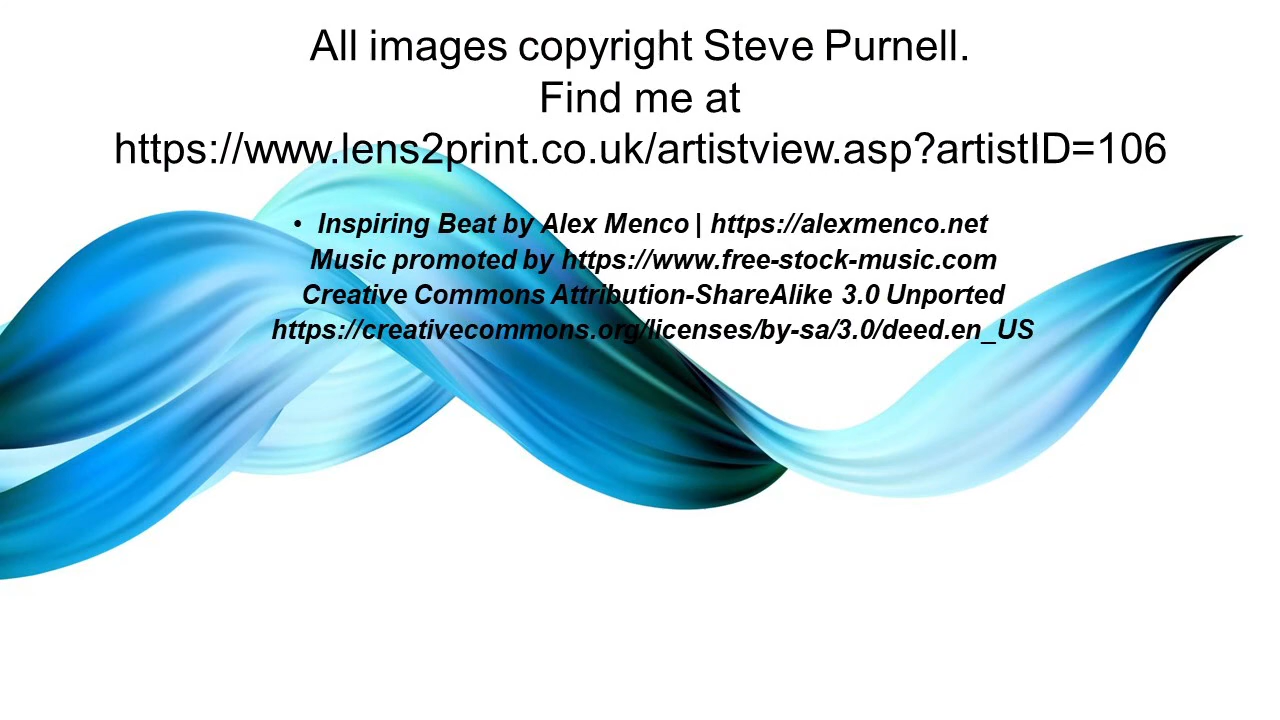 All images copyright Steve Purnell.
Find me at
https://www.lens2print.co.uk/artistview.asp?artistID=106
• Inspiring Beat by Alex Menco | https://alexmenco.net
Music promoted by https://www.free-stock-music.com
Creative Commons Attribution-ShareAlike 3.0 Unported
https://creativecommons.org/licenses/by-sa/3.0/deed.en_US